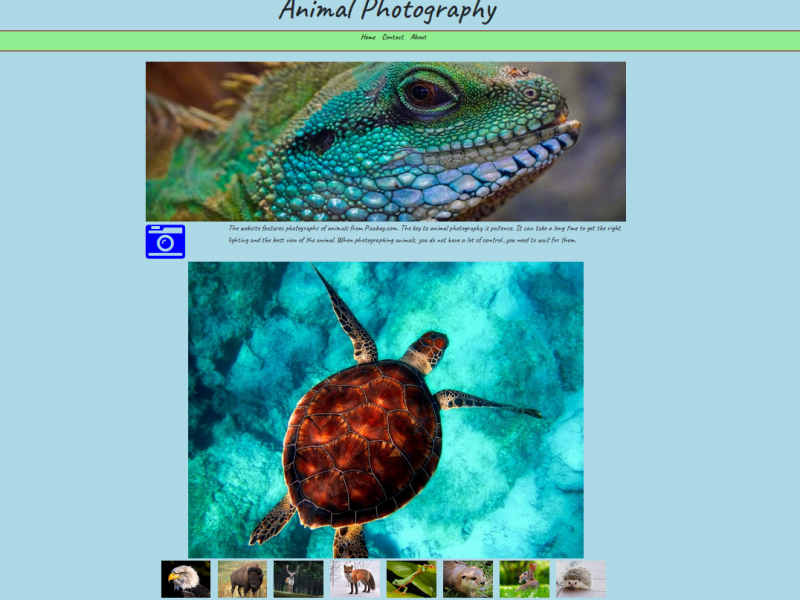 Animal Photography
Home Contact About
The website features photographs of animals from Pixabay.com. The key to animal photography is patience. It can take a long time to get the right
lighting and the best view of the animal. When photographing animals, you do not have a lot of control...you need to wait for them.